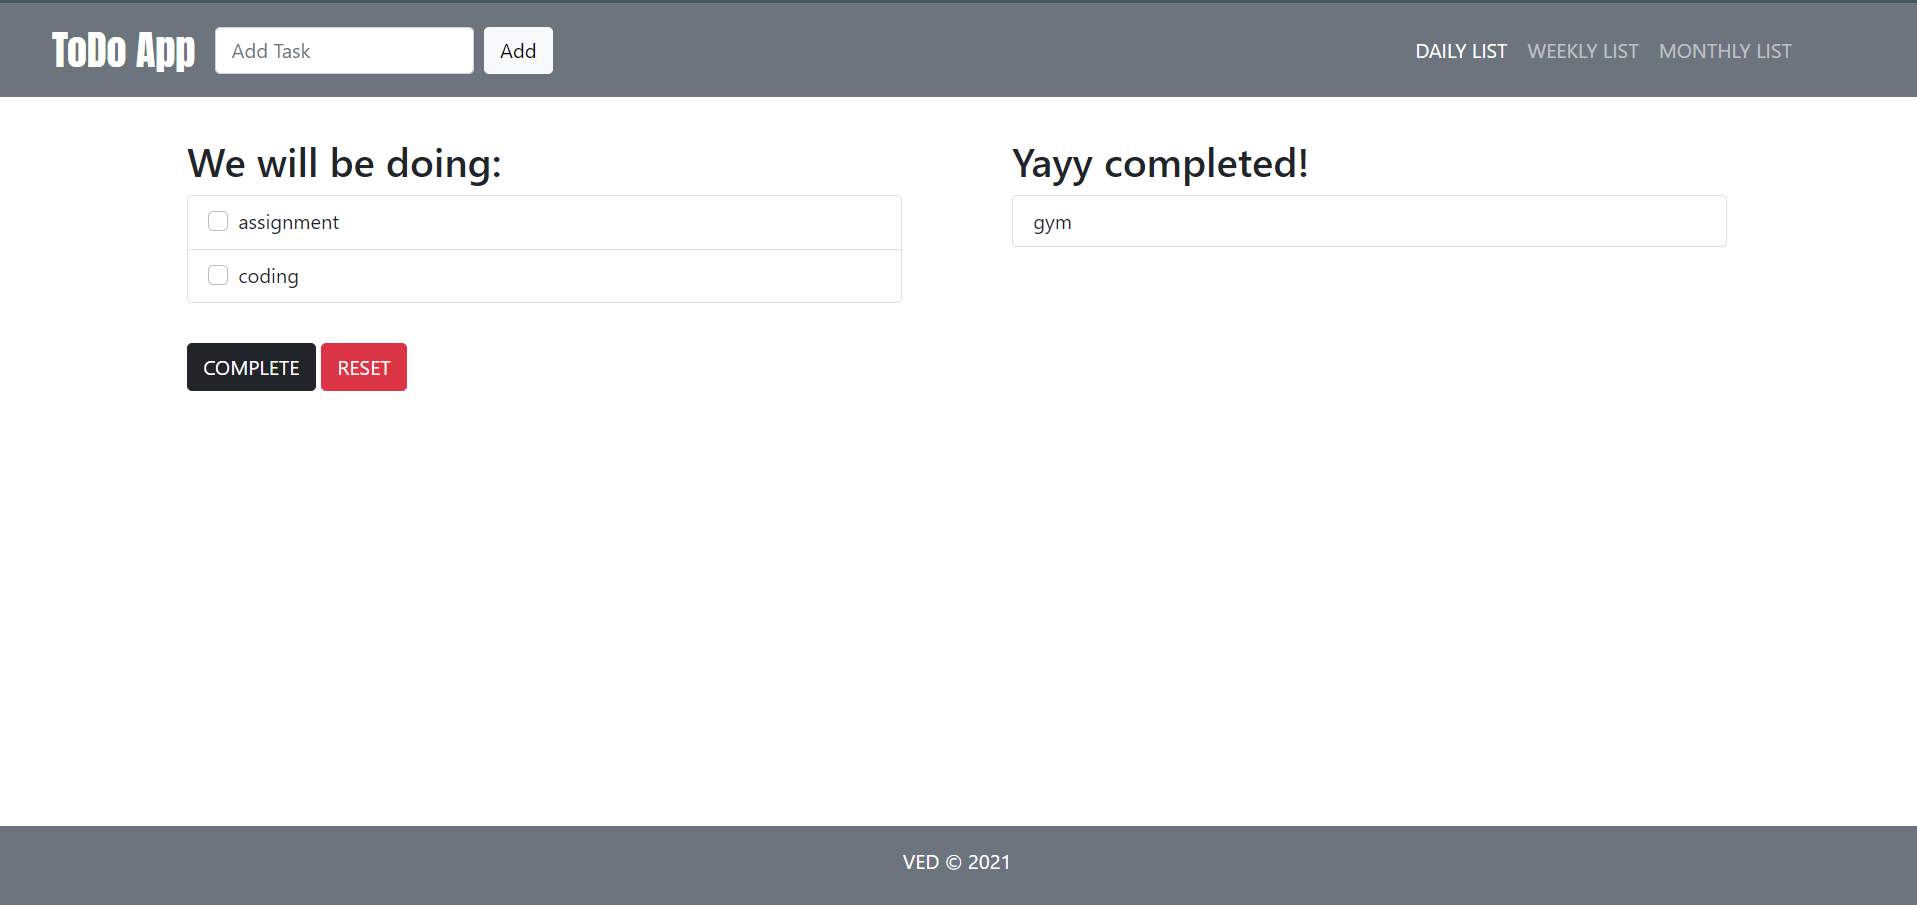 ToDo App Add Task Add DAILY LIST WEEKLY LIST MONTHLY LIST
We will be doing:
assignment
coding
COMPLETE RESET
Yayy completed!
gym
VED © 2021